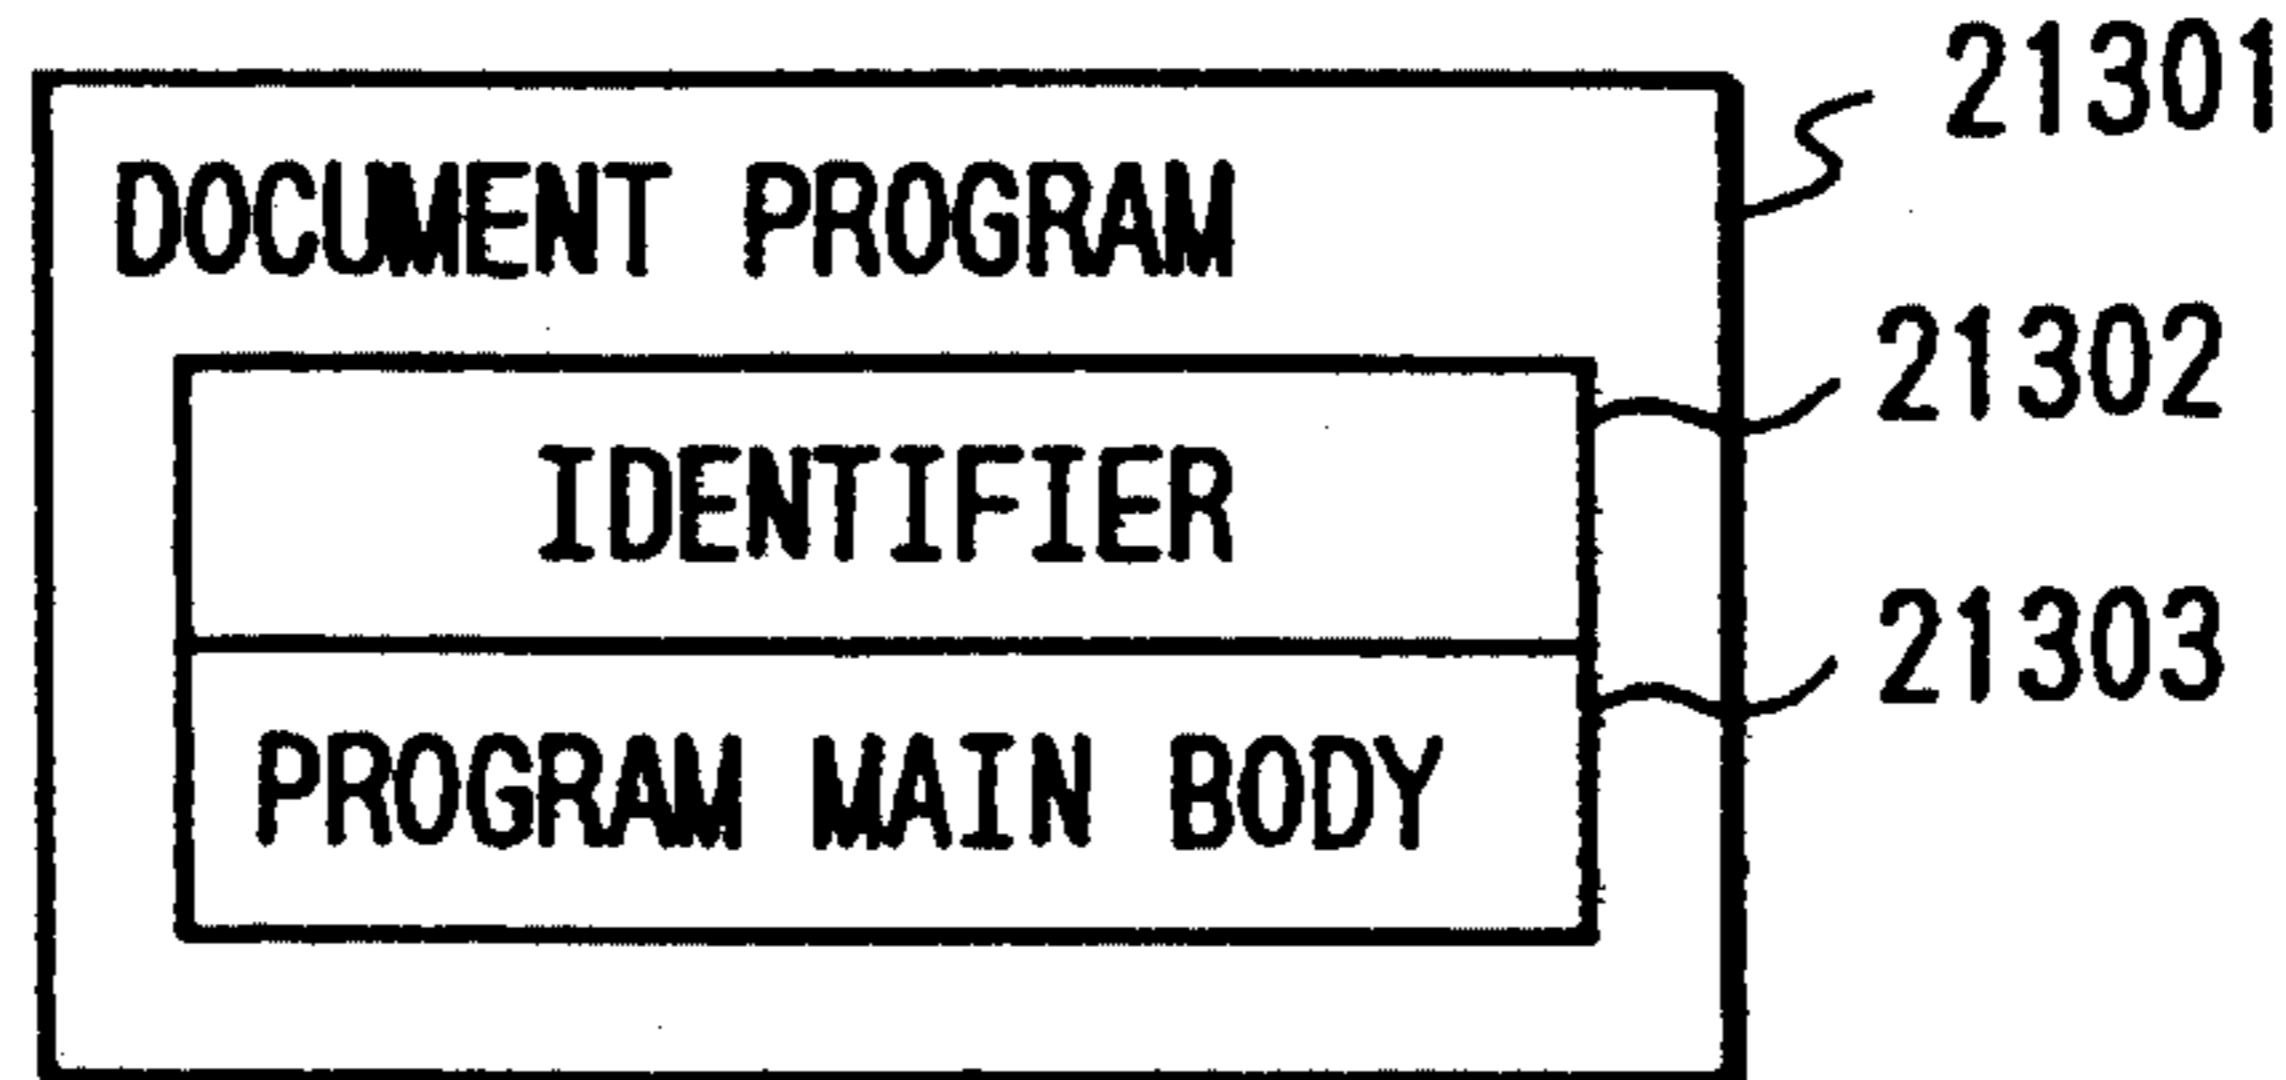 21301
DOCUMENT PROGRAM
21302
IDENTIFIER
21303
PROGRAM MAIN BODY